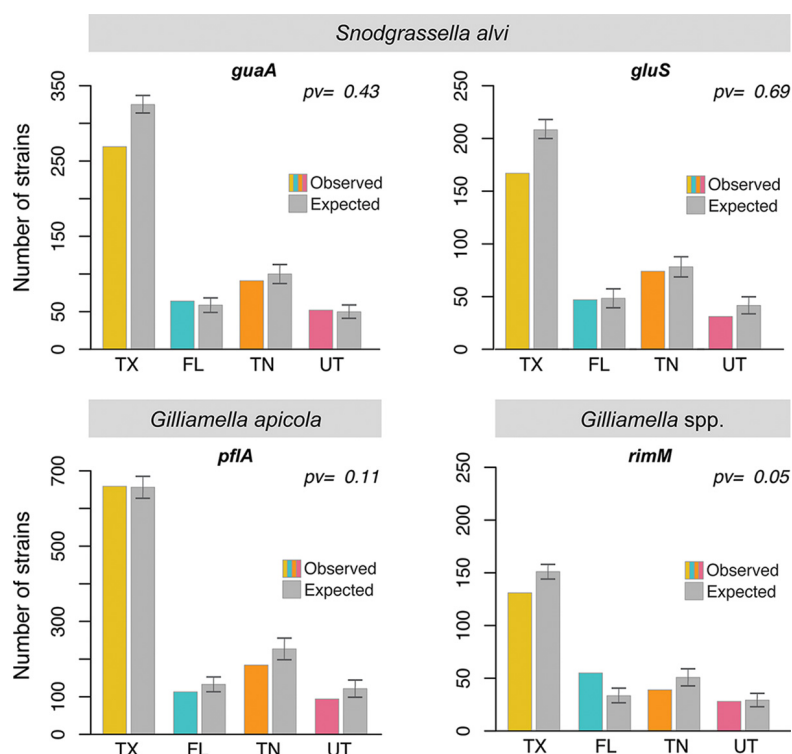 Snodgrassella alvi
guaA
pv= 0.43
Number of strains
350
250
150
50
0
Observed
Expected
TX FL TN UT
gluS
pv= 0.69
250
200
150
100
50
0
Observed
Expected
TX FL TN UT
Gilliamella apicola
pflA
pv= 0.11
Number of strains
700
500
300
100
0
Observed
Expected
TX FL TN UT
Gilliamella spp.
rimM
pv= 0.05
250
200
150
100
50
0
Observed
Expected
TX FL TN UT